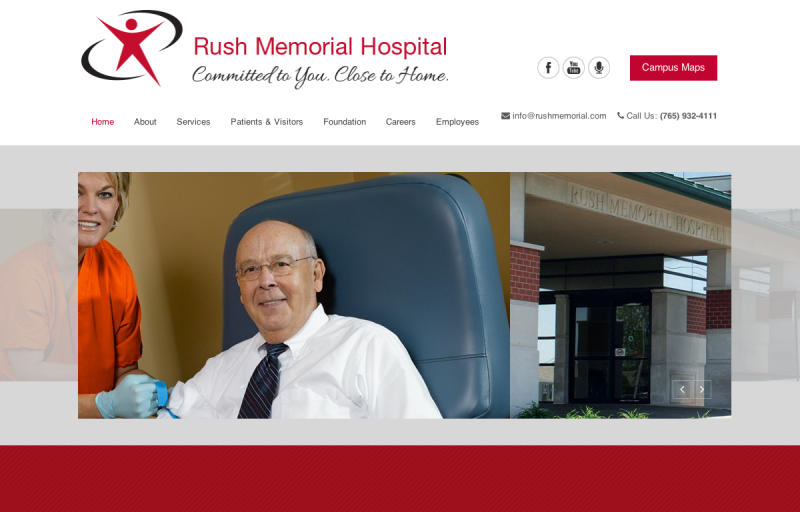 Rush Memorial Hospital
Committed to You. Close to Home.
f
You Tube
Campus Maps
Home About Services Patients & Visitors Foundation Careers Employees
info@rushmemorial.com Call Us: (765) 932-4111
RUSH MEMORIAL HOSPITAL